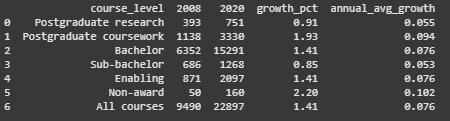 course_level 2008 2020 growth_pct annual_avg_growth
0 Postgraduate research 393 751 0.91 0.055
1 Postgraduate coursework 1138 3330 1.93 0.094
2 Bachelor 6352 15291 1.41 0.076
3 Sub-bachelor 686 1268 0.85 0.053
4 Enabling 871 2097 1.41 0.076
5 Non-award 50 160 2.20 0.102
6 All courses 9490 22897 1.41 0.076